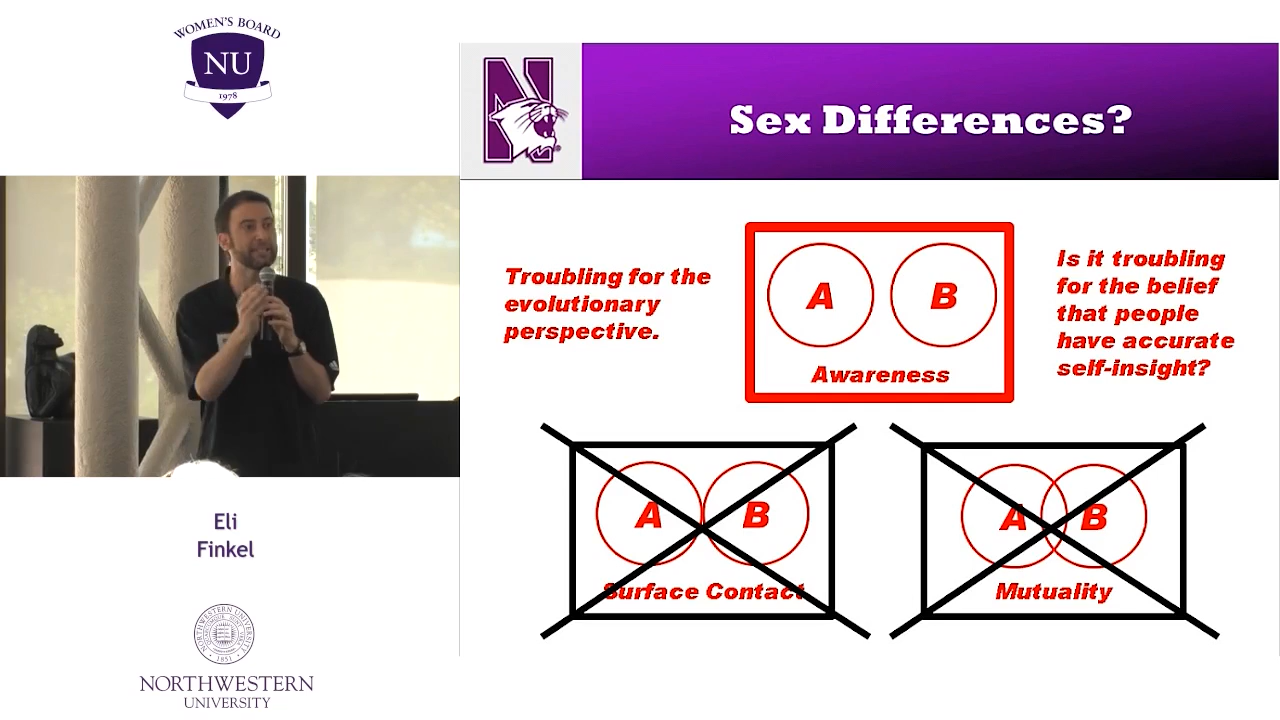 WOMEN'S BOARD
NU
1978
Eli
Finkel
1851
NORTHWESTERN
UNIVERSITY
N
Sex Differences?
Troubling for the
evolutionary
perspective.
A B
Awareness
Is it troubling
for the belief
that people
have accurate
self-insight?
A B
Surface Contact
A B
Mutuality